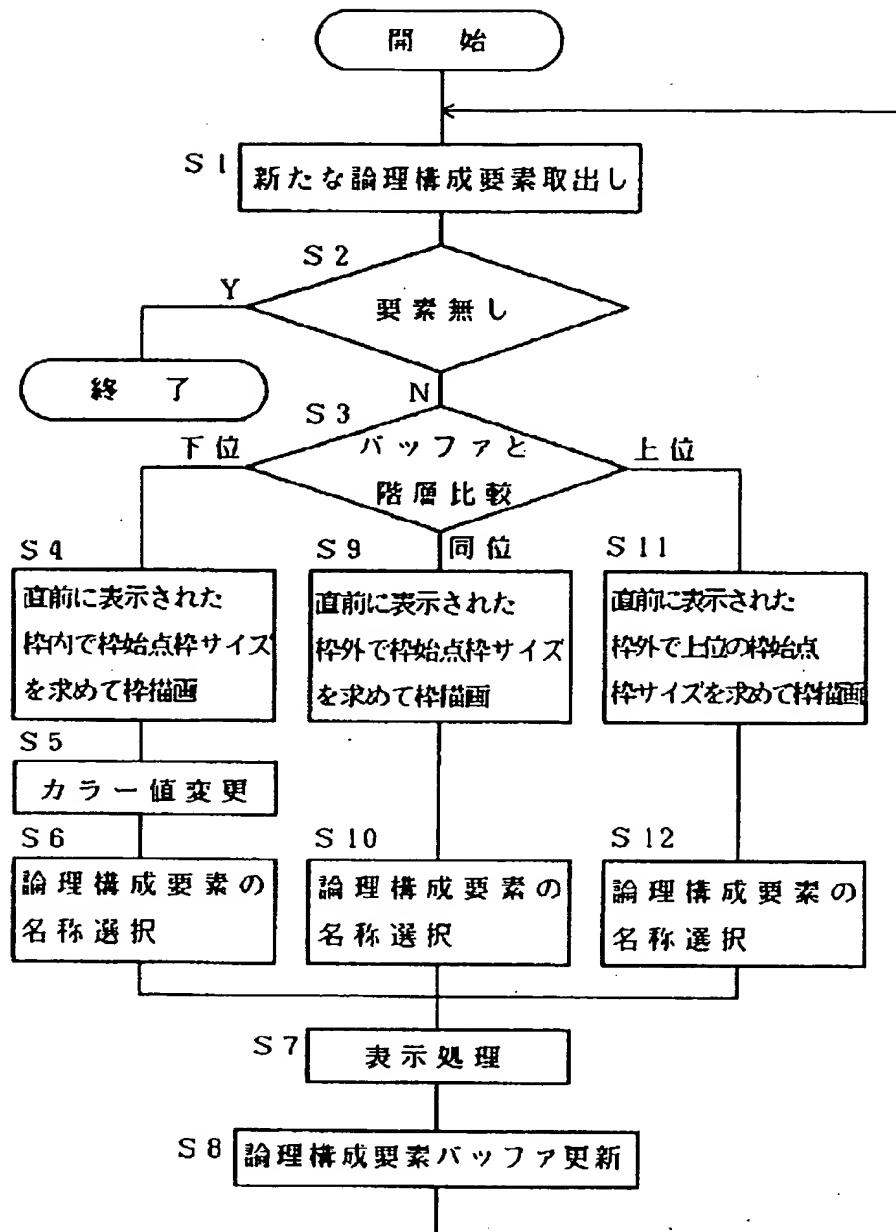 開始
S1
新たな論理構成要素取出し
S2
Y
要素無し
終了
N
S3
下位
バッファと
階層比較
上位
S4
直前に表示された
枠内で枠始点枠サイズ
を求めて枠描画
S9
同位
直前に表示された
枠外で枠始点枠サイズ
を求めて枠描画
S11
直前に表示された
枠外で上位の枠始点
枠サイズを求めて枠描画
S5
カラー値変更
S6
論理構成要素の
名称選択
S10
論理構成要素の
名称選択
S12
論理構成要素の
名称選択
S7
表示処理
S8
論理構成要素バッファ更新